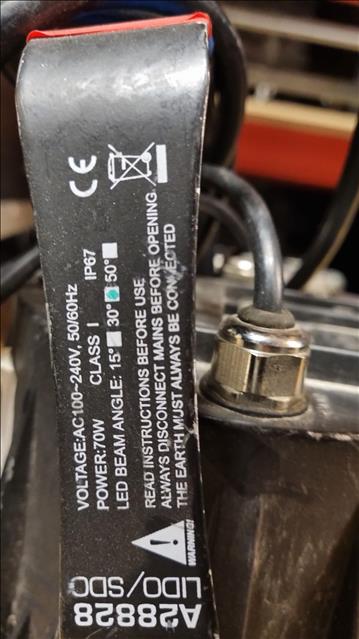 VOLTAGE:AC100~240V, 50/60Hz
POWER:70W CLASS I IP67
LED BEAM ANGLE: 15° 30° 50°
READ INSTRUCTIONS BEFORE USE
ALWAYS DISCONNECT MAINS BEFORE OPENING
THE EARTH MUST ALWAYS BE CONNECTED
WARNING!
A28828
LIDO/SDO